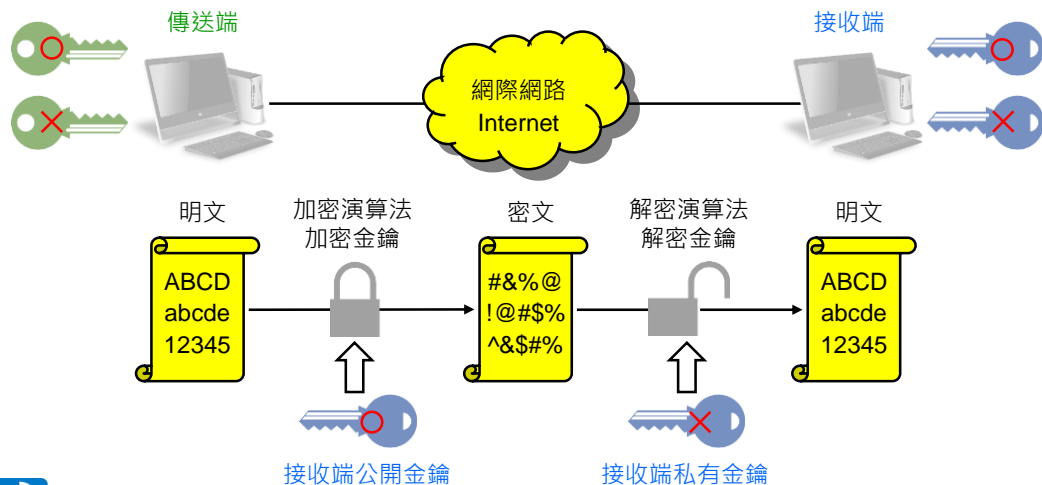 傳送端
接收端
網際網路
Internet
明文
加密演算法
加密金鑰
密文
解密演算法
解密金鑰
明文
ABCD
abcde
12345
#&%@
!@#$%
^&$#%
ABCD
abcde
12345
接收端公開金鑰
接收端私有金鑰